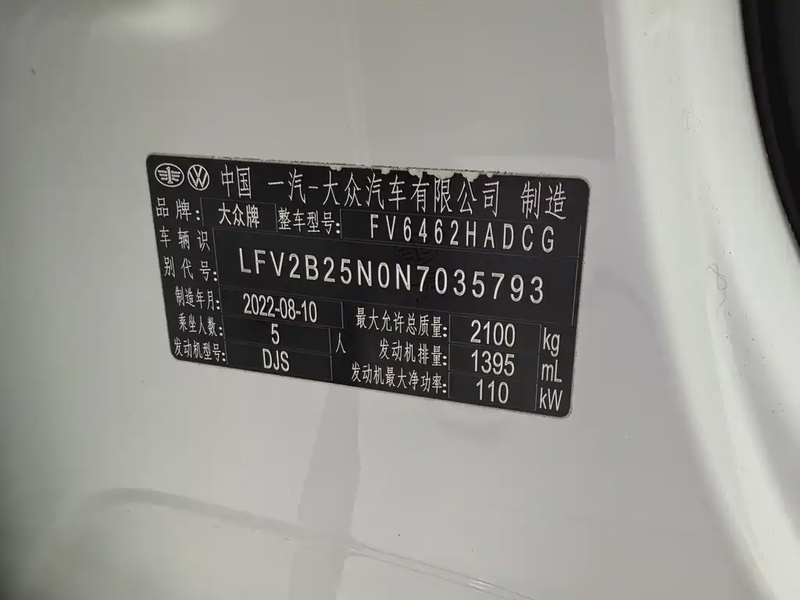 中国 一汽-大众汽车有限公司 制造
品牌: 大众牌 整车型号: FV6462HADCG
车辆识别代号: LFV2B25N0N7035793
制造年月: 2022-08-10 最大允许总质量: 2100 kg
乘坐人数: 5 人 发动机排量: 1395 mL
发动机型号: DJS 发动机最大净功率: 110 kW